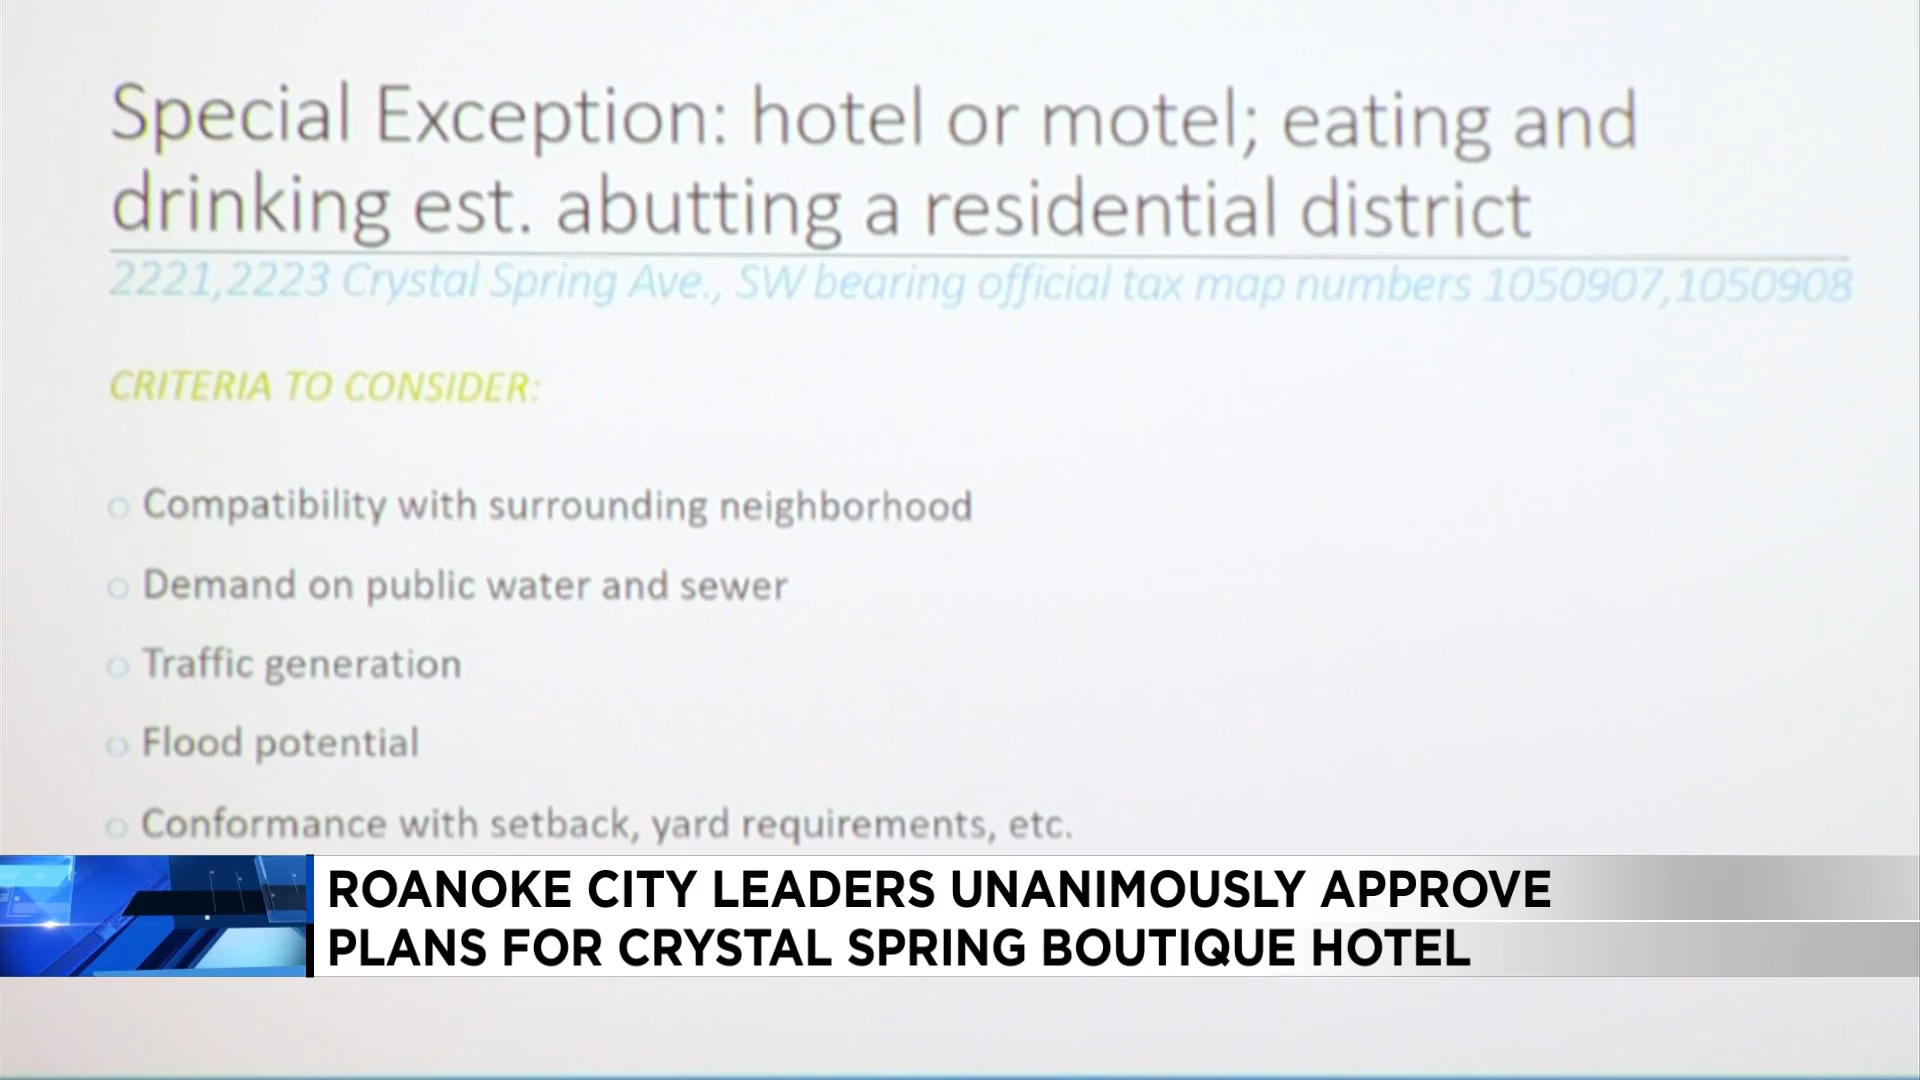 Special Exception: hotel or motel; eating and
drinking est. abutting a residential district
2221,2223 Crystal Spring Ave., SW bearing official tax map numbers 1050907,1050908
CRITERIA TO CONSIDER:
Compatibility with surrounding neighborhood
Demand on public water and sewer
Traffic generation
Flood potential
Conformance with setback, yard requirements, etc.
ROANOKE CITY LEADERS UNANIMOUSLY APPROVE
PLANS FOR CRYSTAL SPRING BOUTIQUE HOTEL